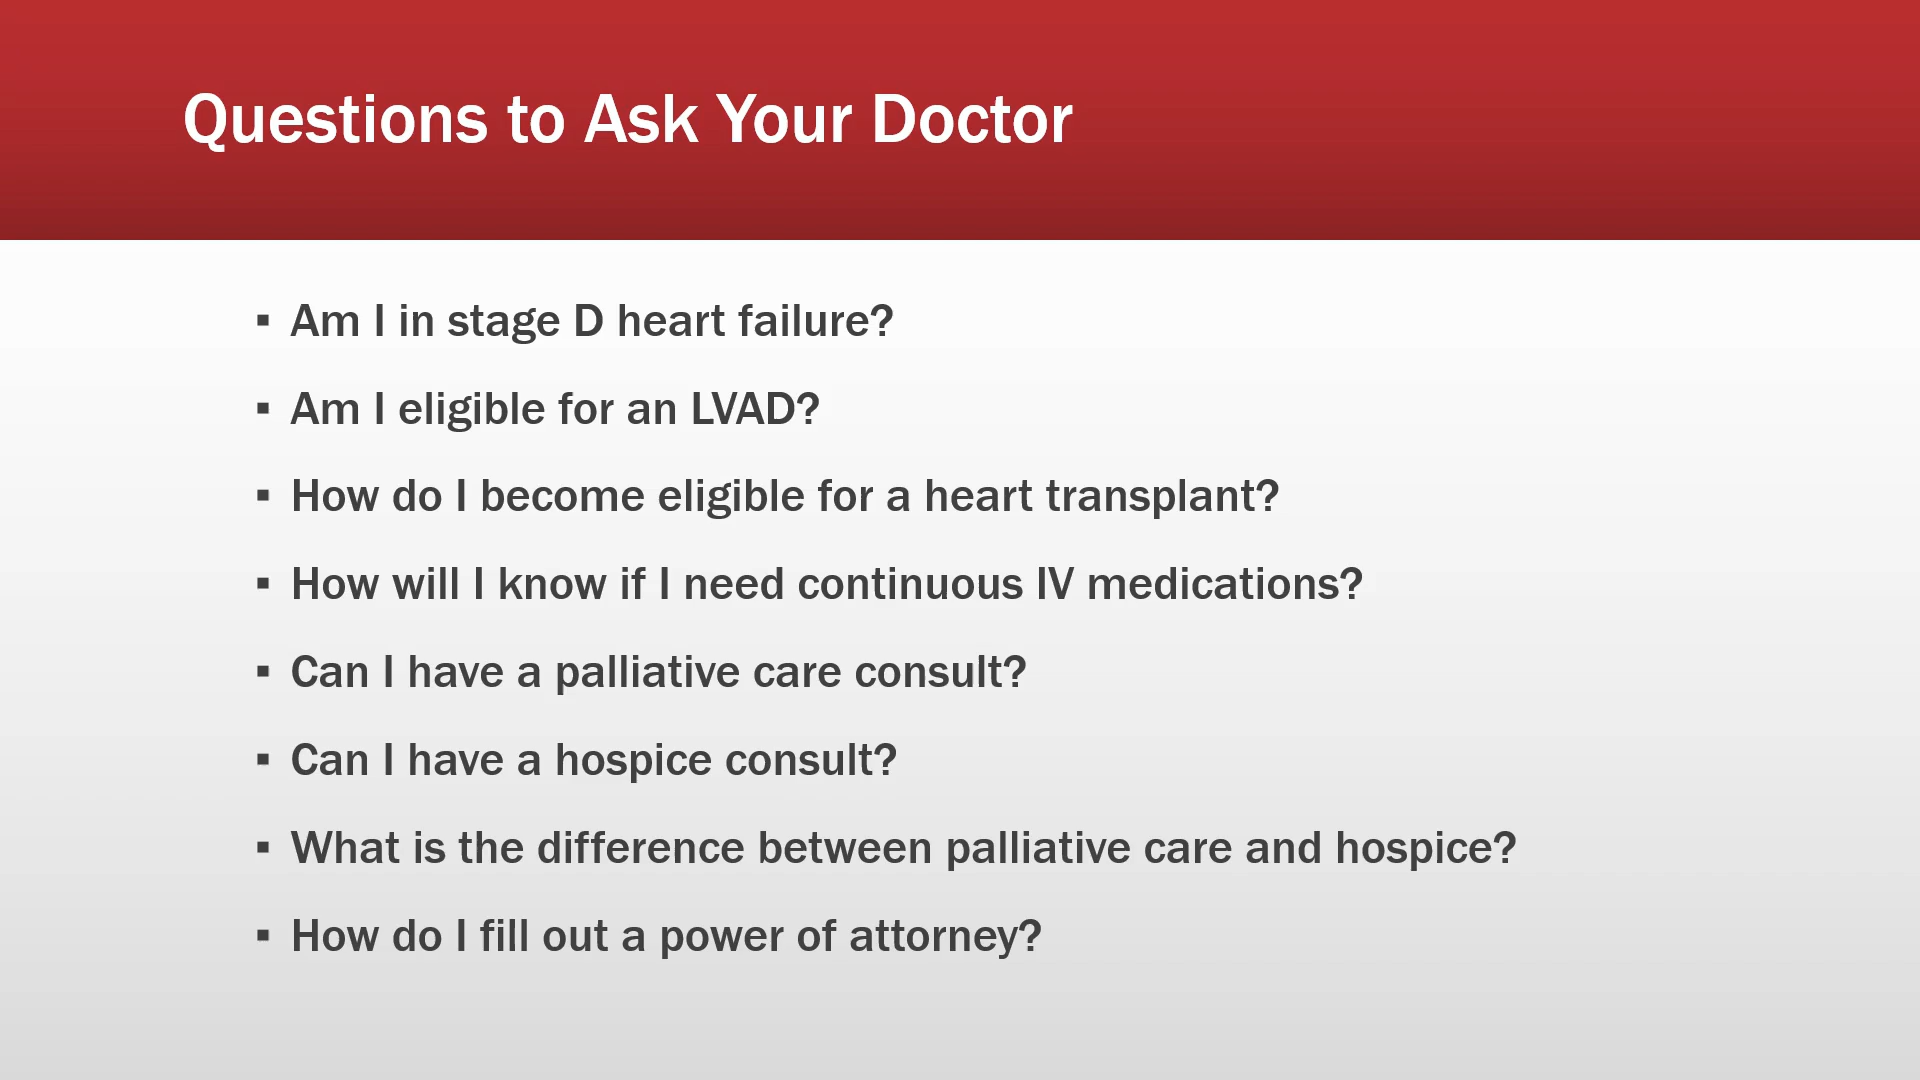 Questions to Ask Your Doctor
▪ Am I in stage D heart failure?
▪ Am I eligible for an LVAD?
▪ How do I become eligible for a heart transplant?
▪ How will I know if I need continuous IV medications?
▪ Can I have a palliative care consult?
▪ Can I have a hospice consult?
▪ What is the difference between palliative care and hospice?
▪ How do I fill out a power of attorney?